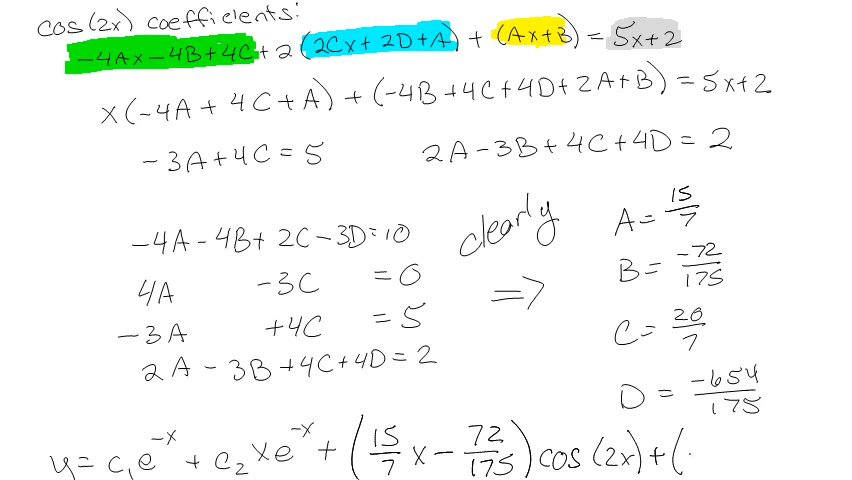 cos(2x) coefficients:
-4Ax-4B+4C+2(2Cx+2D+A)+(Ax+B)=5x+2
x(-4A+4C+A)+(-4B+4C+4D+2A+B)=5x+2
-3A+4C=5 2A-3B+4C+4D=2
-4A-4B+2C-3D=10
4A -3C =0
-3A +4C =5
2A-3B+4C+4D=2
clearly
=>
A=15/7
B=-72/175
C=20/7
D=-654/175
y=c₁e^{-x}+c₂xe^{-x}+(15/7 x-72/175)cos(2x)+(